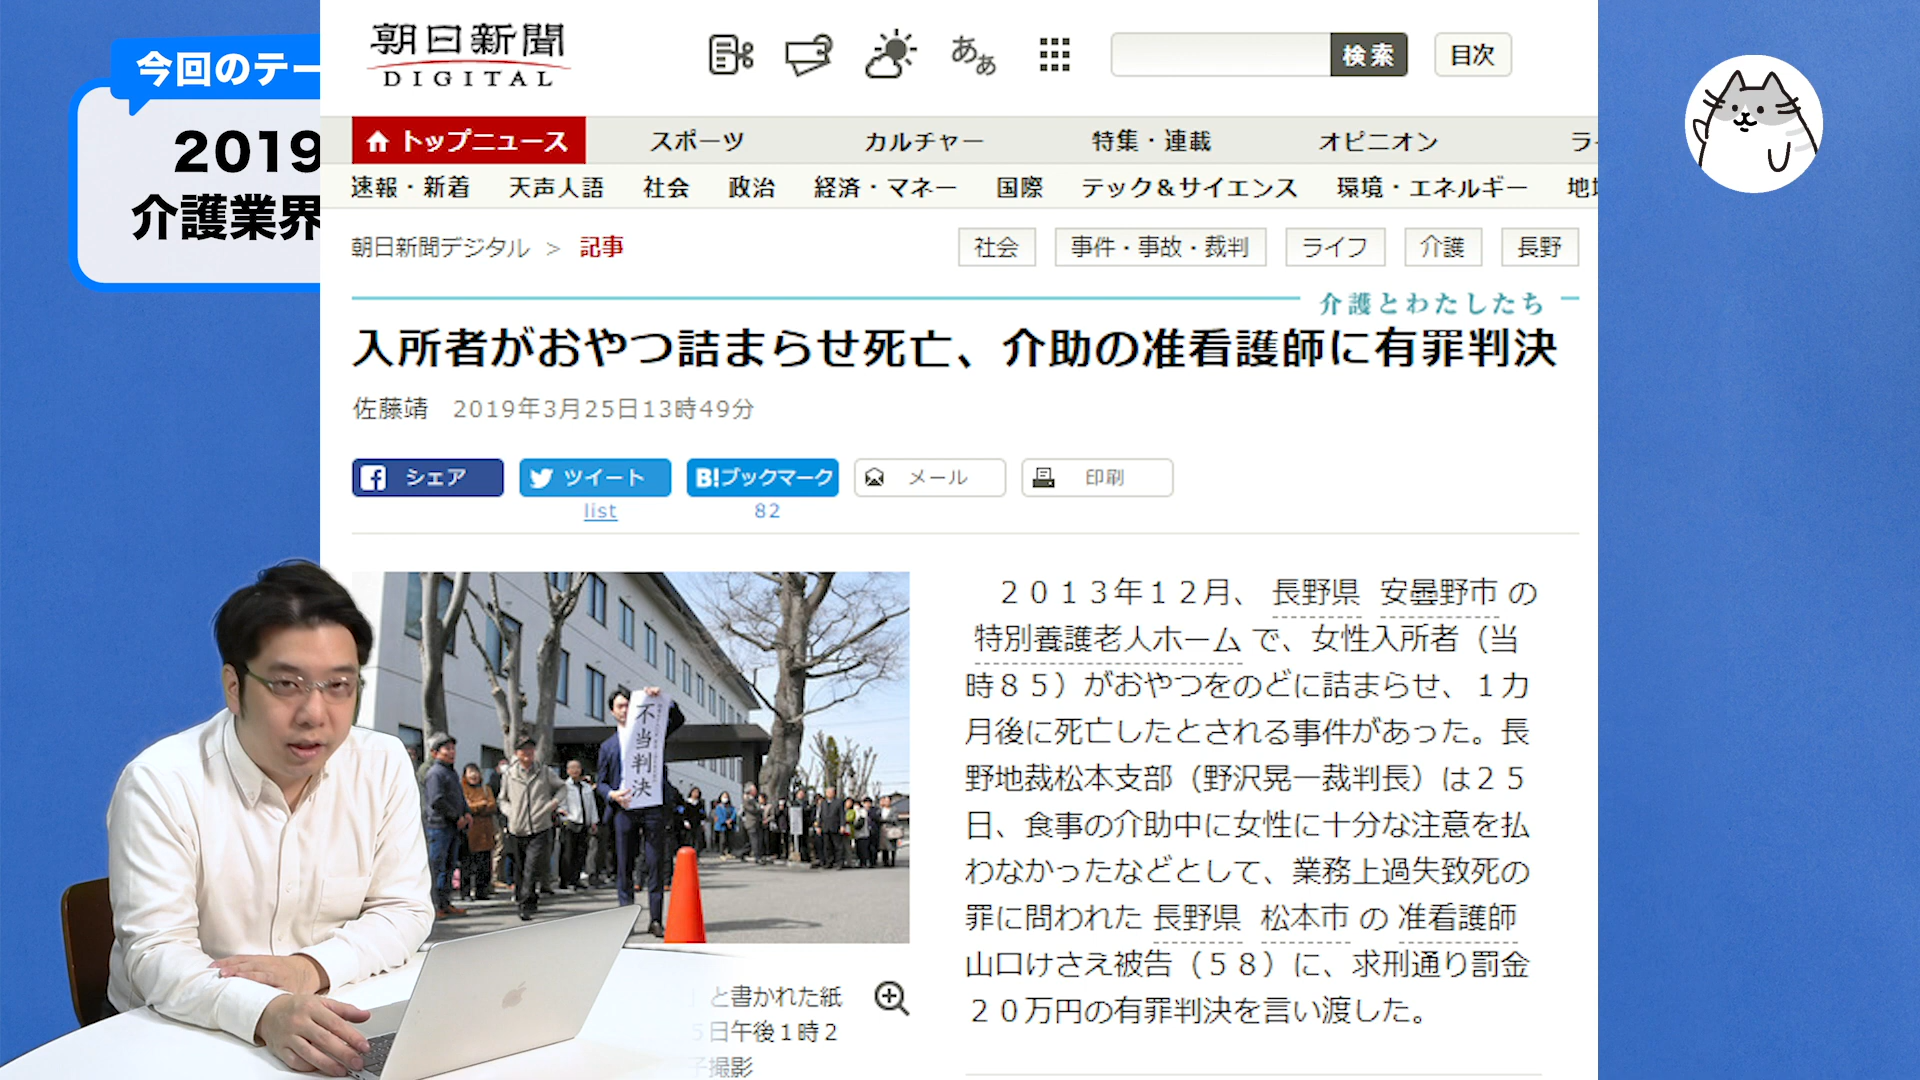 今回のテー
2019
介護業界
朝日新聞
DIGITAL
あぁ
検索
目次
トップニュース
スポーツ
カルチャー
特集・連載
オピニオン
ラ
速報・新着
天声人語
社会
政治
経済・マネー
国際
テック&サイエンス
環境・エネルギー
地
朝日新聞デジタル > 記事
社会
事件・事故・裁判
ライフ
介護
長野
介護とわたしたち
入所者がおやつ詰まらせ死亡、介助の准看護師に有罪判決
佐藤靖 2019年3月25日13時49分
シェア
ツイート
B!ブックマーク
メール
印刷
list
82
不当判決
２０１３年１２月、長野県 安曇野市の
特別養護老人ホームで、女性入所者（当
時８５）がおやつをのどに詰まらせ、１カ
月後に死亡したとされる事件があった。長
野地裁松本支部（野沢晃一裁判長）は２５
日、食事の介助中に女性に十分な注意を払
わなかったなどとして、業務上過失致死の
罪に問われた長野県 松本市の准看護師
山口けさえ被告（５８）に、求刑通り罰金
２０万円の有罪判決を言い渡した。
と書かれた紙
5日午後１時２
子撮影